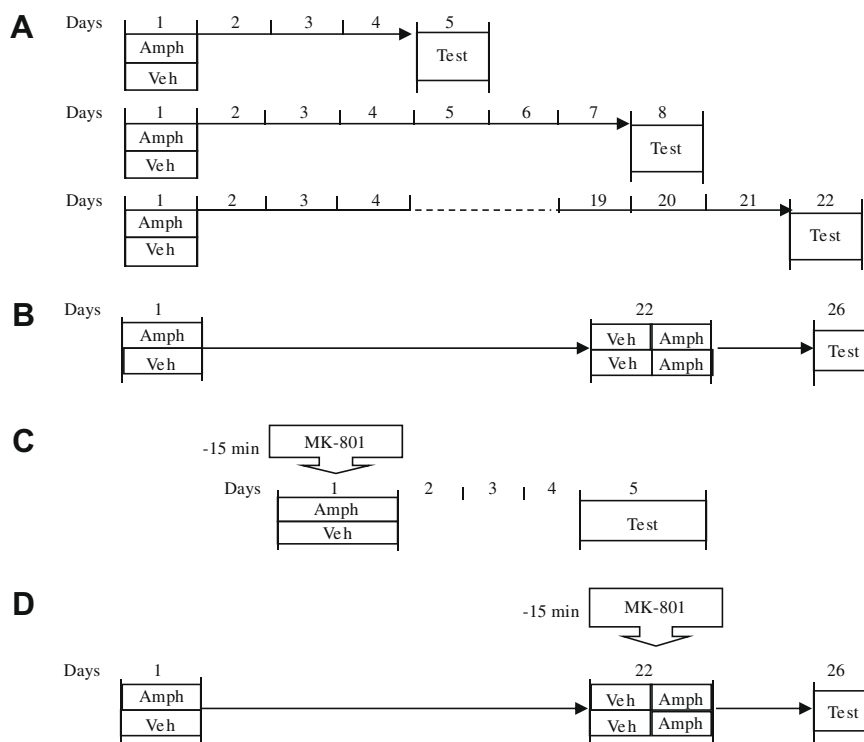 A
Days 1 2 3 4 5
Amph
Test
Veh
Days 1 2 3 4 5 6 7 8
Amph
Test
Veh
Days 1 2 3 4 19 20 21 22
Amph
Test
Veh
B
Days 1 22 26
Amph Veh Amph
Test
Veh Veh Amph
C
-15 min MK-801
Days 1 2 3 4 5
Amph
Test
Veh
D
-15 min MK-801
Days 1 22 26
Amph Veh Amph
Test
Veh Veh Amph